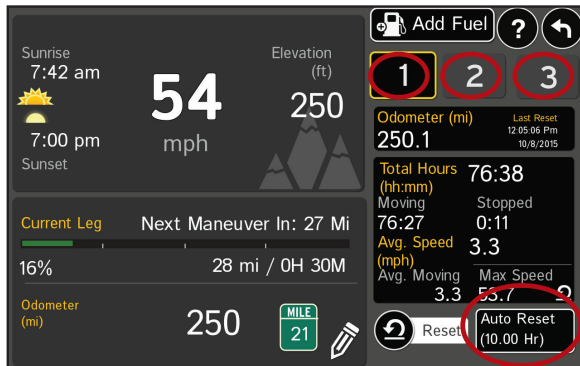 Sunrise
7:42 am
7:00 pm
Sunset
54
mph
Elevation
(ft)
250
Current Leg
Next Maneuver In: 27 Mi
16%
28 mi / 0H 30M
Odometer
(mi)
250
MILE
21
Add Fuel
?
1
2
3
Odometer (mi)
250.1
Last Reset
12:05:06 Pm
10/8/2015
Total Hours
(hh:mm)
76:38
Moving
Stopped
76:27
0:11
Avg. Speed
(mph)
3.3
Avg. Moving
Max Speed
3.3
53.7
Reset
Auto Reset
(10.00 Hr)